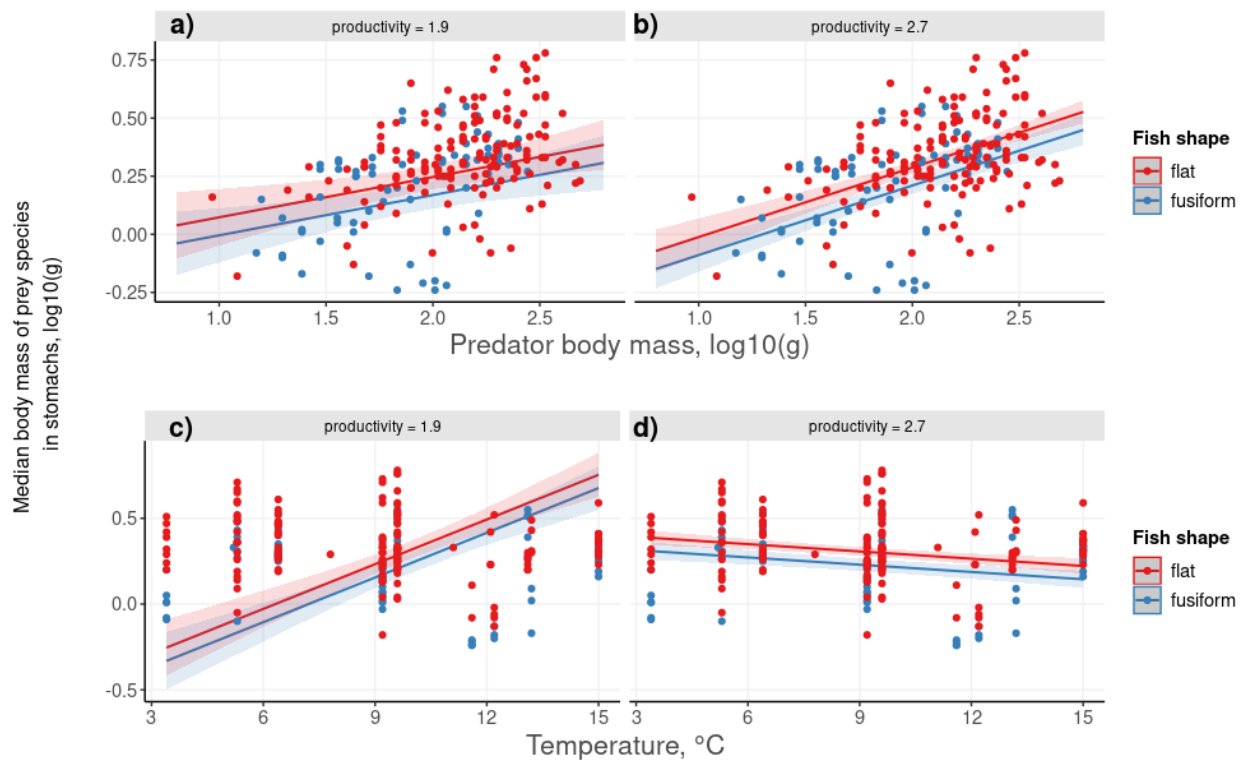 a)
productivity = 1.9
b)
productivity = 2.7
0.75
0.50
0.25
0.00
-0.25
1.0 1.5 2.0 2.5
1.0 1.5 2.0 2.5
Predator body mass, log10(g)
Fish shape
flat
fusiform
Median body mass of prey species
in stomachs, log10(g)
c)
productivity = 1.9
d)
productivity = 2.7
0.5
0.0
-0.5
3 6 9 12 15
3 6 9 12 15
Temperature, °C
Fish shape
flat
fusiform